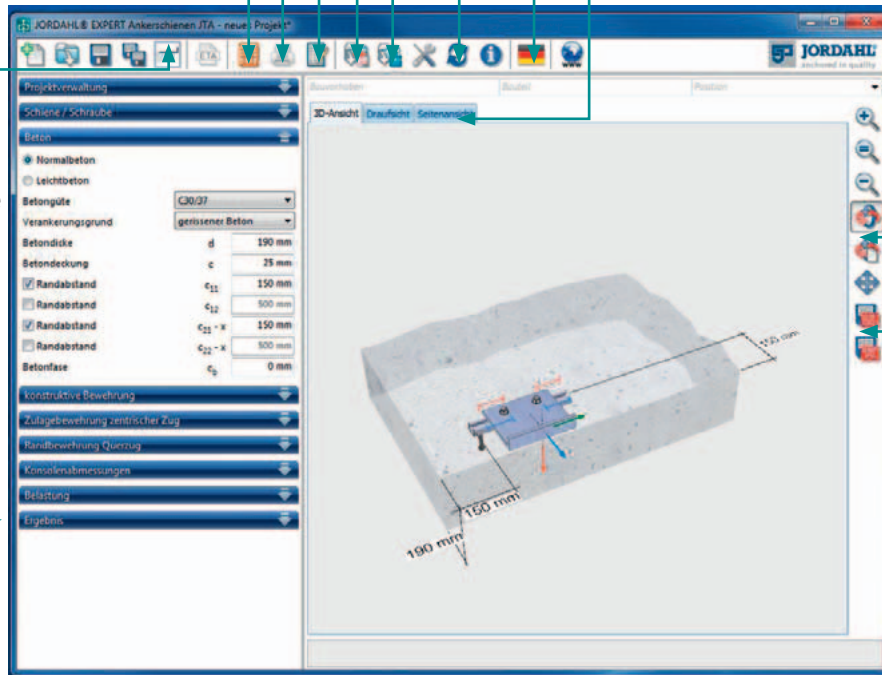 JORDAHL® EXPERT Ankerschienen JTA - neues Projekt*
ETA
www
JORDAHL®
anchored in quality
Projektverwaltung
Bauvorhaben Bauteil Position
Schiene / Schraube
3D-Ansicht Draufsicht Seitenansicht
Beton
Normalbeton
Leichtbeton
Betongüte C30/37
Verankerungsgrund gerissener Beton
Betondicke d 190 mm
Betondeckung c 25 mm
Randabstand c11 150 mm
Randabstand c12 500 mm
Randabstand c21 - x 150 mm
Randabstand c22 - x 500 mm
Betonfase cb 0 mm
konstruktive Bewehrung
Zulagebewehrung zentrischer Zug
Randbewehrung Querzug
Konsolenabmessungen
Belastung
Ergebnis
150 mm
150 mm
190 mm